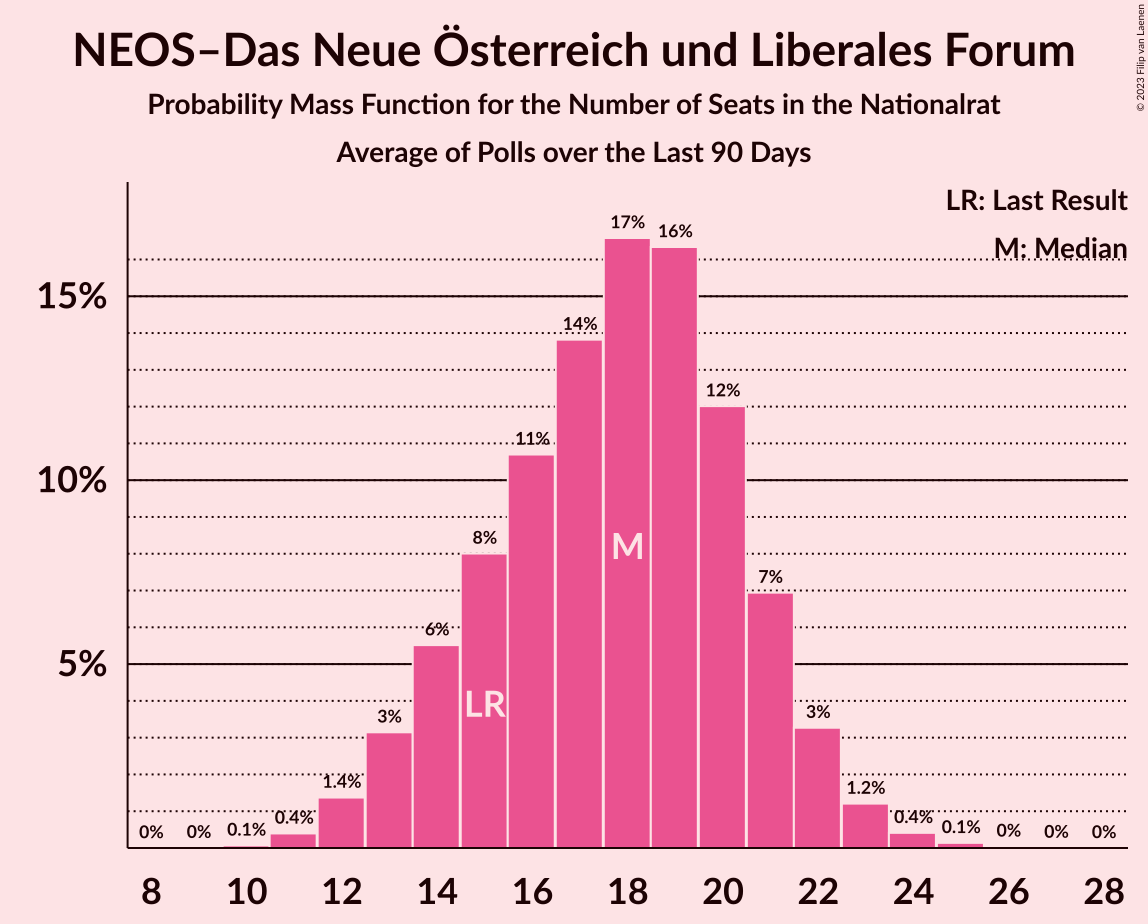 NEOS–Das Neue Österreich und Liberales Forum
Probability Mass Function for the Number of Seats in the Nationalrat
Average of Polls over the Last 90 Days
© 2023 Filip van Laenen
LR: Last Result
M: Median
15%
10%
5%
0%
0%
0.1%
0.4%
1.4%
3%
6%
8%
11%
14%
17%
16%
12%
7%
3%
1.2%
0.4%
0.1%
0%
0%
0%
LR
M
8 10 12 14 16 18 20 22 24 26 28